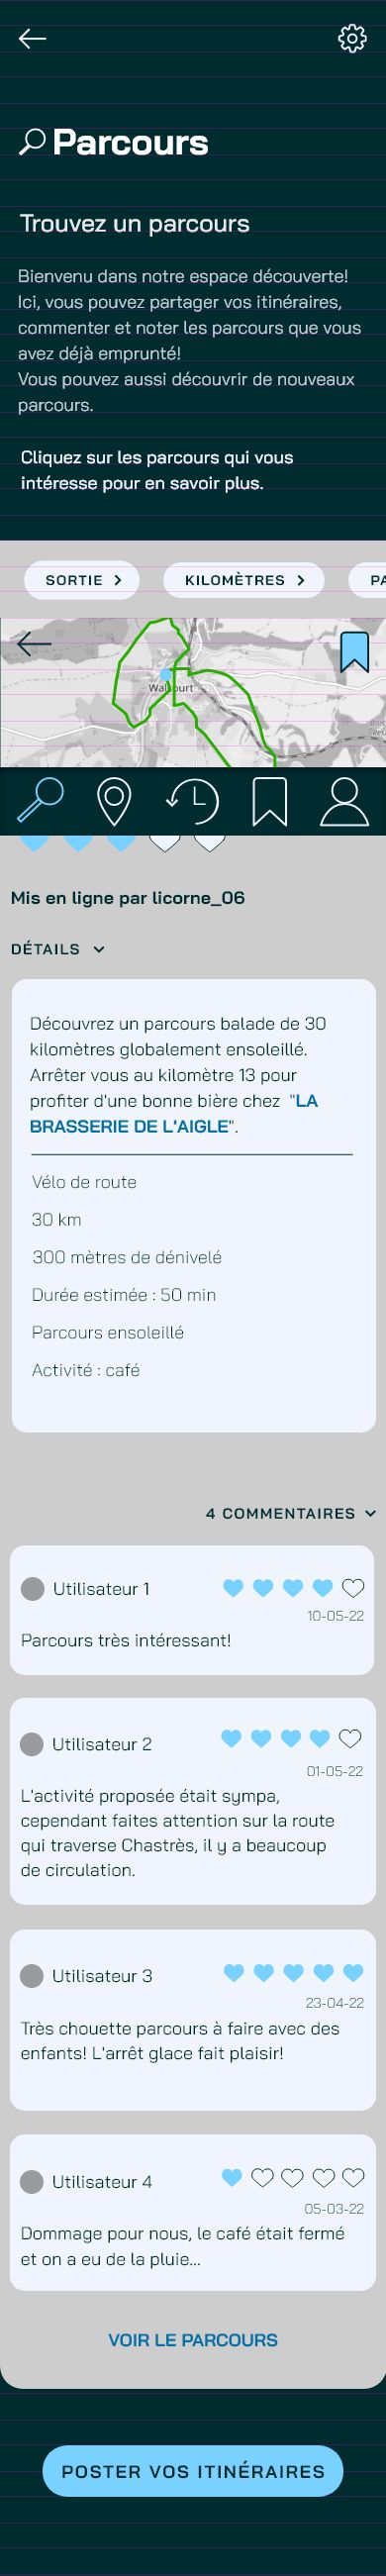 Parcours
Trouvez un parcours
Bienvenu dans notre espace découverte!
Ici, vous pouvez partager vos itinéraires,
commenter et noter les parcours que vous
avez déjà emprunté!
Vous pouvez aussi découvrir de nouveaux
parcours.
Cliquez sur les parcours qui vous
intéresse pour en savoir plus.
SORTIE > KILOMÈTRES > PA
Walcourt
Mis en ligne par licorne_06
DÉTAILS
Découvrez un parcours balade de 30
kilomètres globalement ensoleillé.
Arrêter vous au kilomètre 13 pour
profiter d'une bonne bière chez "LA
BRASSERIE DE L'AIGLE".
Vélo de route
30 km
300 mètres de dénivelé
Durée estimée : 50 min
Parcours ensoleillé
Activité : café
4 COMMENTAIRES
Utilisateur 1
10-05-22
Parcours très intéressant!
Utilisateur 2
01-05-22
L'activité proposée était sympa,
cependant faites attention sur la route
qui traverse Chastrès, il y a beaucoup
de circulation.
Utilisateur 3
23-04-22
Très chouette parcours à faire avec des
enfants! L'arrêt glace fait plaisir!
Utilisateur 4
05-03-22
Dommage pour nous, le café était fermé
et on a eu de la pluie...
VOIR LE PARCOURS
POSTER VOS ITINÉRAIRES